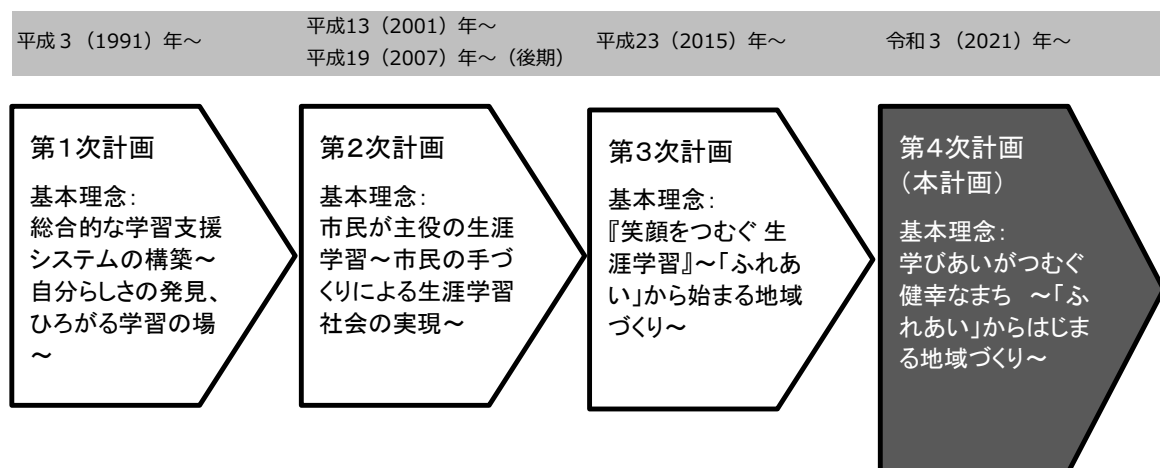 平成３（1991）年～
平成13（2001）年～
平成19（2007）年～（後期）
平成23（2015）年～
令和３（2021）年～
第１次計画
基本理念：
総合的な学習支援
システムの構築～
自分らしさの発見、
ひろがる学習の場
～
第２次計画
基本理念：
市民が主役の生涯
学習～市民の手づ
くりによる生涯学習
社会の実現～
第３次計画
基本理念：
『笑顔をつむぐ 生
涯学習』～「ふれあ
い」から始まる地域
づくり～
第４次計画
（本計画）
基本理念：
学びあいがつむぐ
健幸なまち　～「ふ
れあい」からはじま
る地域づくり～